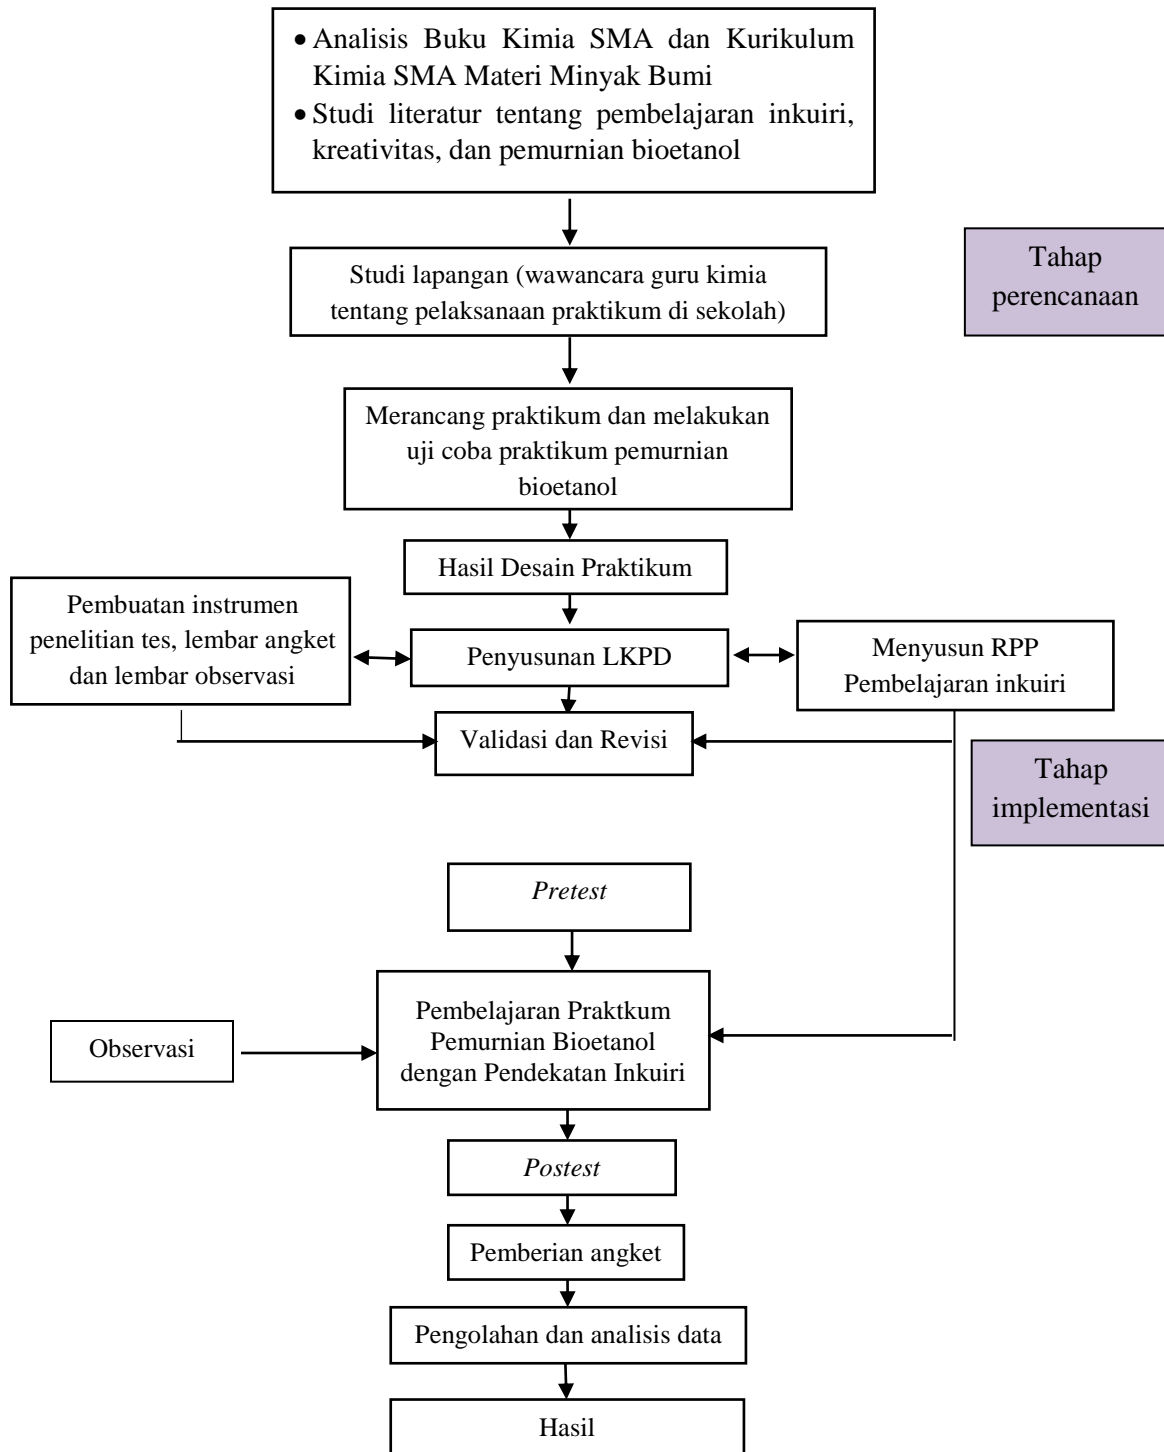 • Analisis Buku Kimia SMA dan Kurikulum
Kimia SMA Materi Minyak Bumi
• Studi literatur tentang pembelajaran inkuiri,
kreativitas, dan pemurnian bioetanol
Studi lapangan (wawancara guru kimia
tentang pelaksanaan praktikum di sekolah)
Tahap
perencanaan
Merancang praktikum dan melakukan
uji coba praktikum pemurnian
bioetanol
Hasil Desain Praktikum
Pembuatan instrumen
penelitian tes, lembar angket
dan lembar observasi
Penyusunan LKPD
Menyusun RPP
Pembelajaran inkuiri
Validasi dan Revisi
Tahap
implementasi
Pretest
Pembelajaran Praktkum
Pemurnian Bioetanol
dengan Pendekatan Inkuiri
Observasi
Postest
Pemberian angket
Pengolahan dan analisis data
Hasil